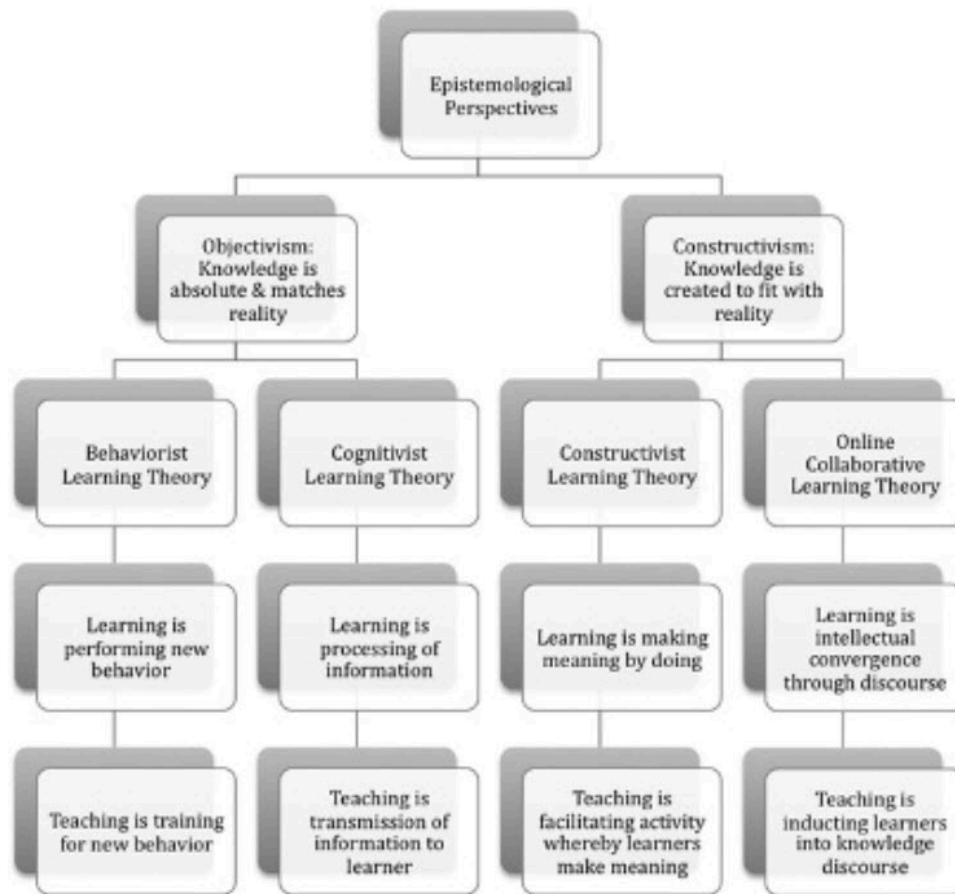 Epistemological
Perspectives
Objectivism:
Knowledge is
absolute & matches
reality
Constructivism:
Knowledge is
created to fit with
reality
Behaviorist
Learning Theory
Cognitivist
Learning Theory
Constructivist
Learning Theory
Online
Collaborative
Learning Theory
Learning is
performing new
behavior
Learning is
processing of
information
Learning is making
meaning by doing
Learning is
intellectual
convergence
through discourse
Teaching is training
for new behavior
Teaching is
transmission of
information to
learner
Teaching is
facilitating activity
whereby learners
make meaning
Teaching is
inducting learners
into knowledge
discourse